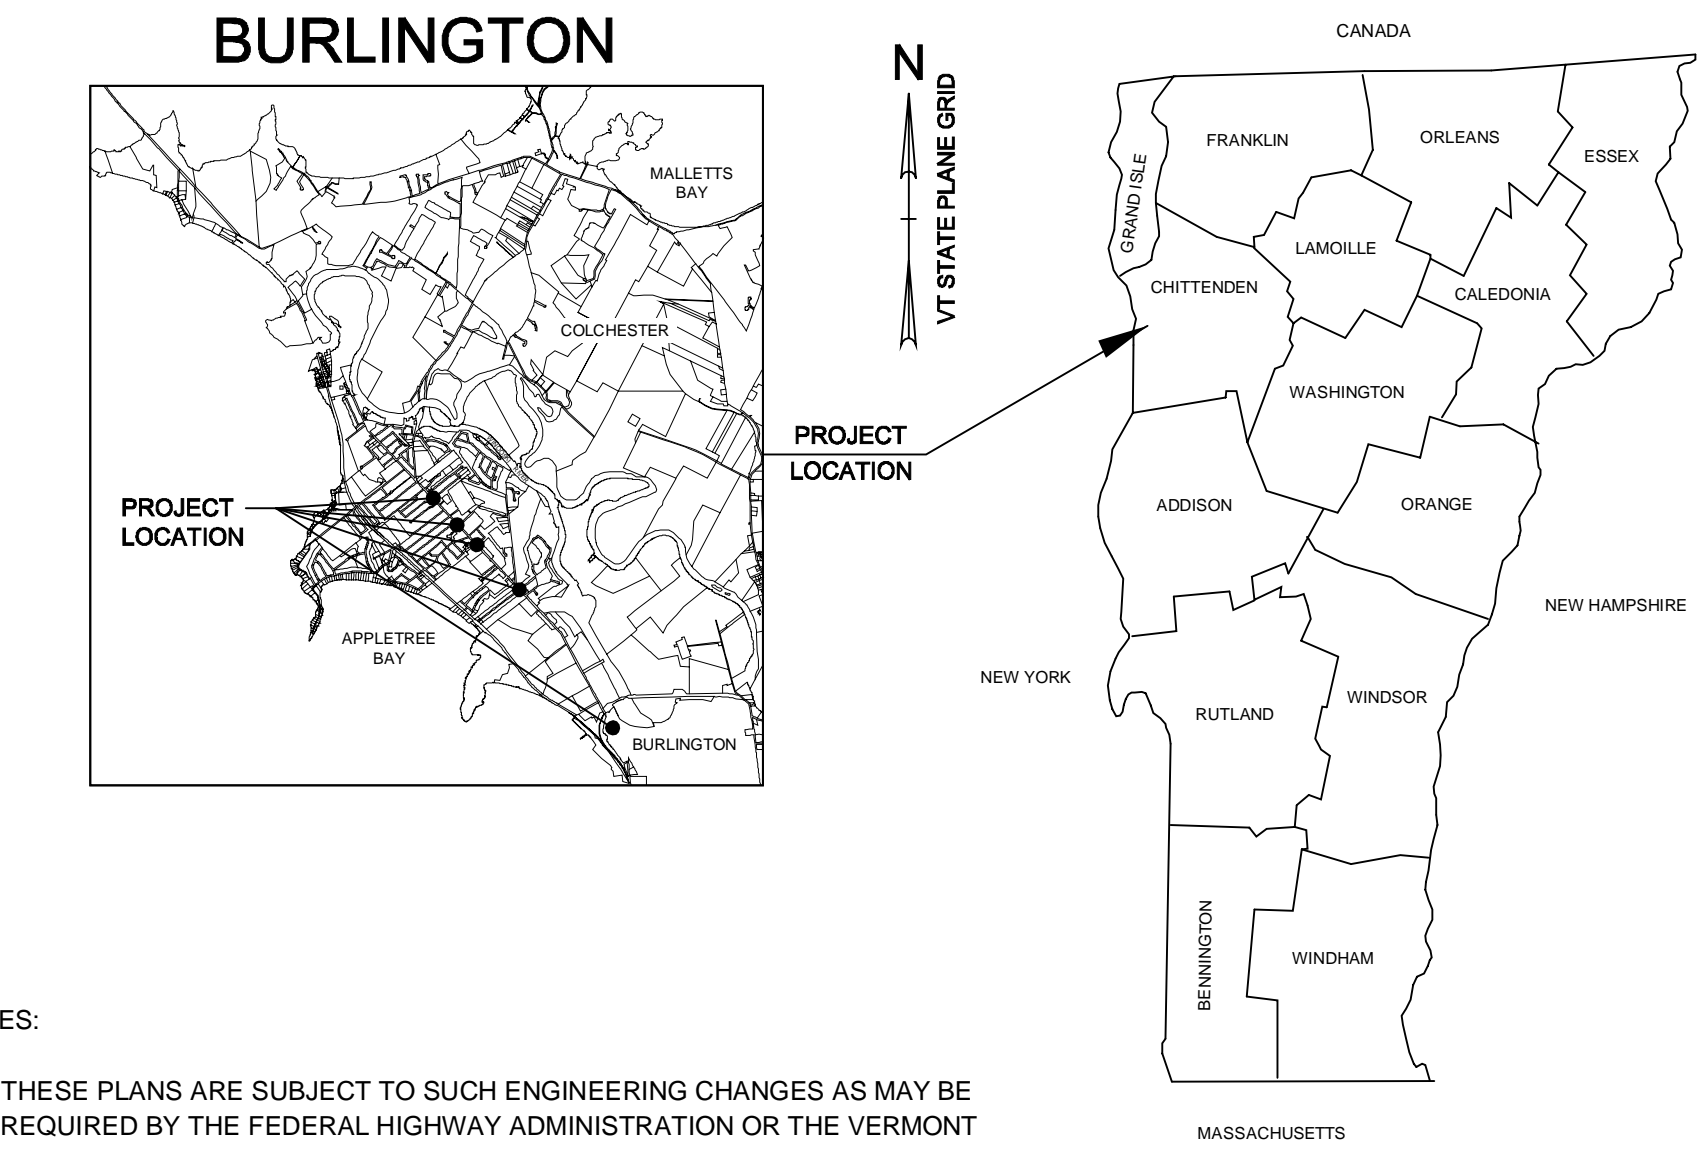 BURLINGTON
MALLETTS
BAY
COLCHESTER
PROJECT
LOCATION
APPLETREE
BAY
BURLINGTON
N
VT STATE PLANE GRID
PROJECT
LOCATION
CANADA
GRAND ISLE
FRANKLIN
ORLEANS
ESSEX
LAMOILLE
CHITTENDEN
CALEDONIA
WASHINGTON
ADDISON
ORANGE
NEW HAMPSHIRE
NEW YORK
RUTLAND
WINDSOR
BENNINGTON
WINDHAM
MASSACHUSETTS
ES:
THESE PLANS ARE SUBJECT TO SUCH ENGINEERING CHANGES AS MAY BE
REQUIRED BY THE FEDERAL HIGHWAY ADMINISTRATION OR THE VERMONT